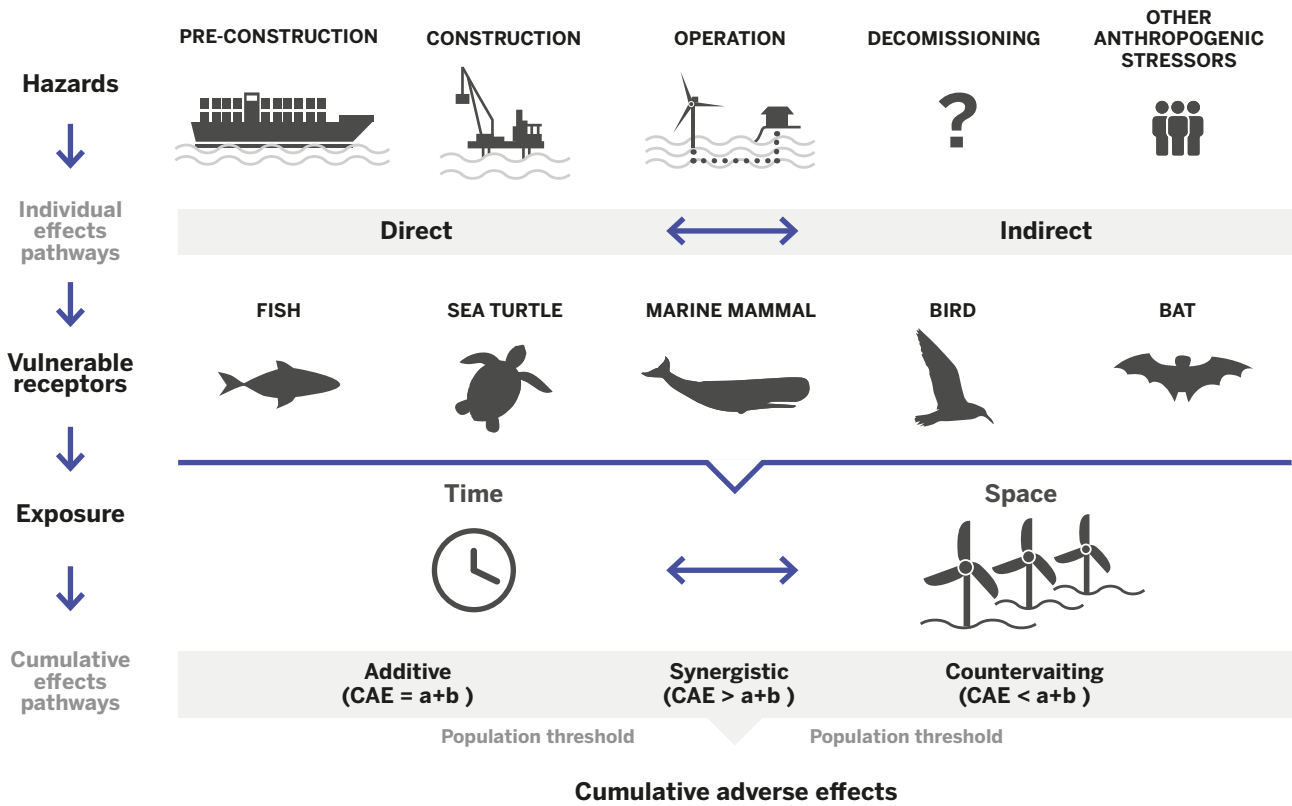 PRE-CONSTRUCTION
CONSTRUCTION
OPERATION
DECOMISSIONING
OTHER
ANTHROPOGENIC
STRESSORS
Hazards
?
Individual
effects
pathways
Direct
Indirect
FISH
SEA TURTLE
MARINE MAMMAL
BIRD
BAT
Vulnerable
receptors
Time
Space
Exposure
Cumulative
effects
pathways
Additive
(CAE = a+b )
Synergistic
(CAE > a+b )
Countervaiting
(CAE < a+b )
Population threshold
Population threshold
Cumulative adverse effects